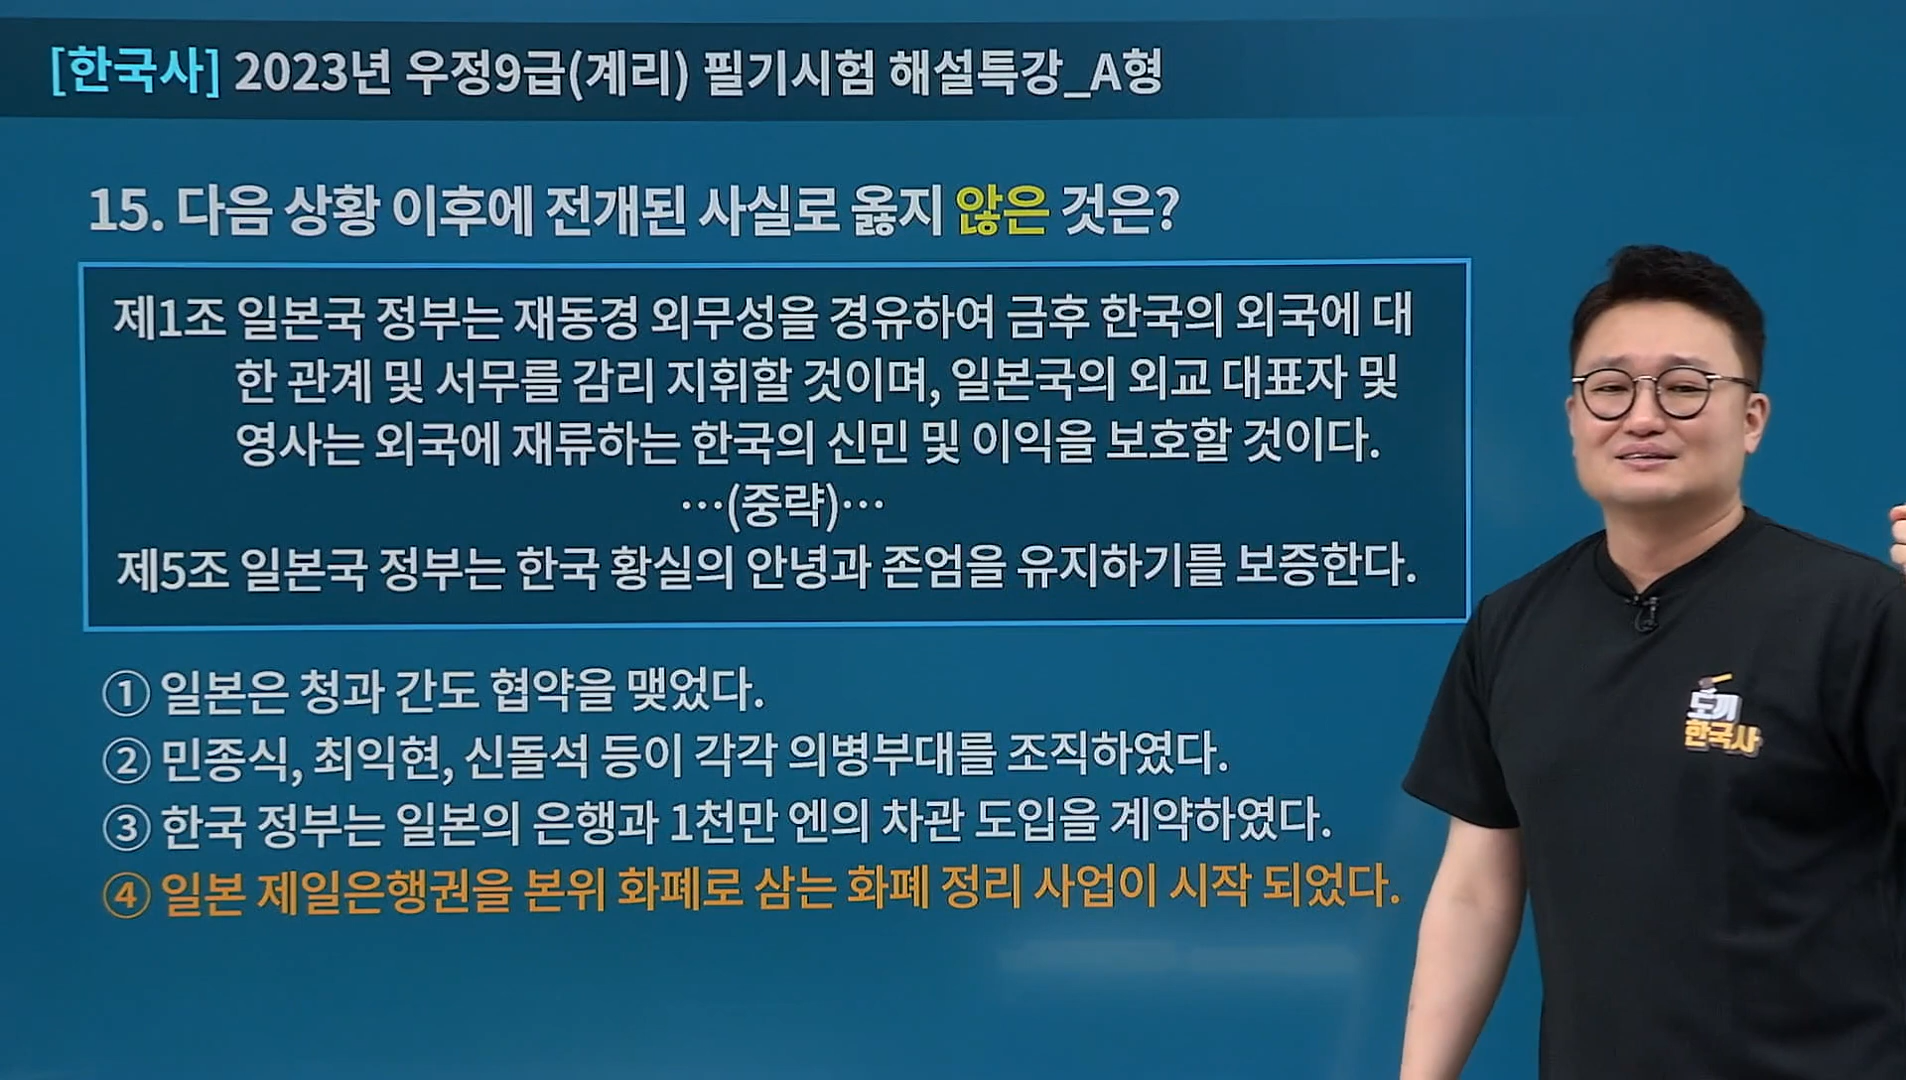 [한국사] 2023년 우정9급(계리) 필기시험 해설특강_A형
15. 다음 상황 이후에 전개된 사실로 옳지 않은 것은?
제1조 일본국 정부는 재동경 외무성을 경유하여 금후 한국의 외국에 대
한 관계 및 서무를 감리 지휘할 것이며, 일본국의 외교 대표자 및
영사는 외국에 재류하는 한국의 신민 및 이익을 보호할 것이다.
…(중략)…
제5조 일본국 정부는 한국 황실의 안녕과 존엄을 유지하기를 보증한다.
① 일본은 청과 간도 협약을 맺었다.
② 민종식, 최익현, 신돌석 등이 각각 의병부대를 조직하였다.
③ 한국 정부는 일본의 은행과 1천만 엔의 차관 도입을 계약하였다.
④ 일본 제일은행권을 본위 화폐로 삼는 화폐 정리 사업이 시작 되었다.
도끼
한국사